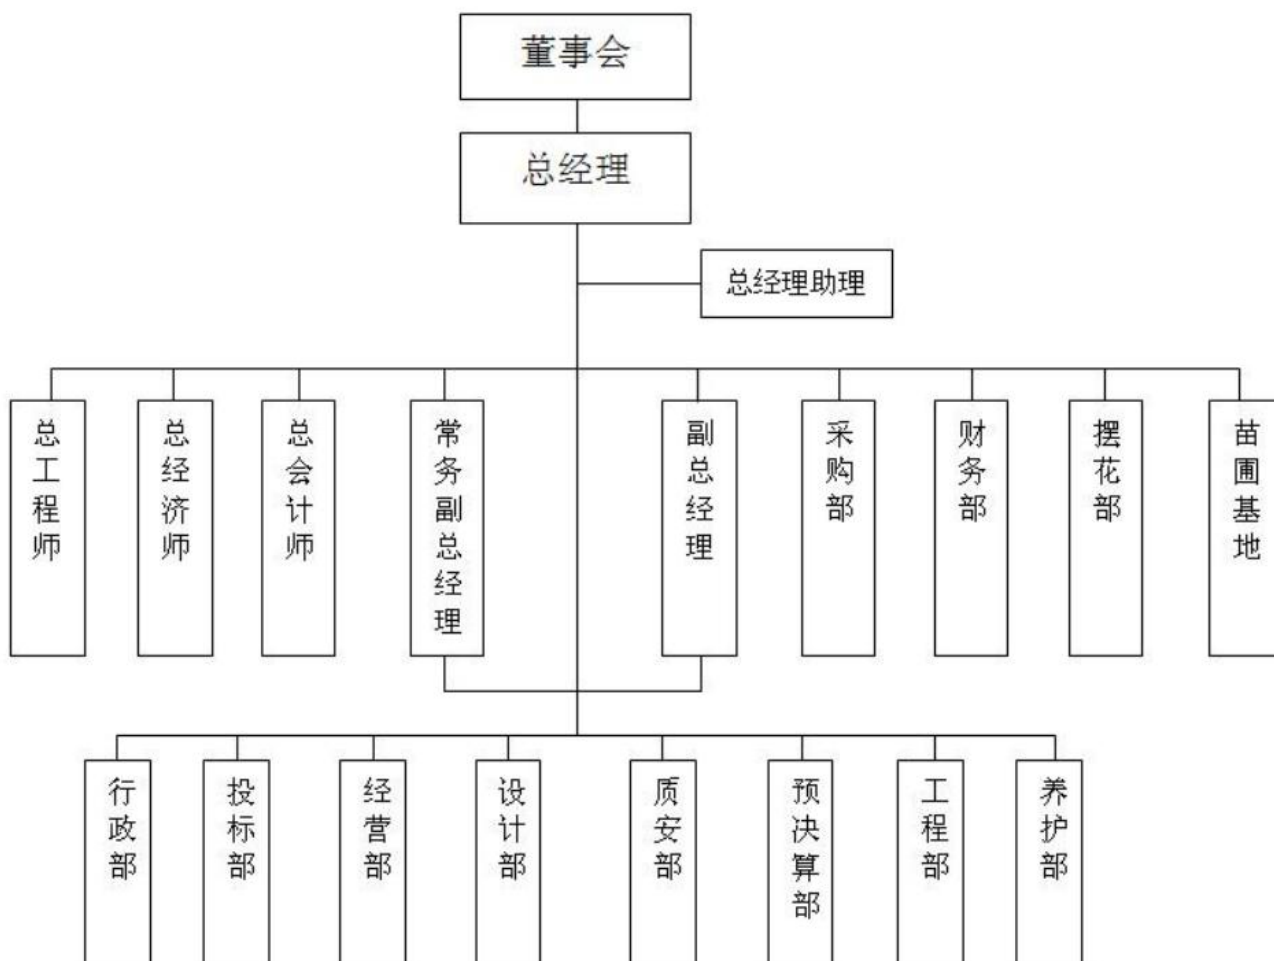 董事会
总经理
总经理助理
总工程师
总经济师
总会计师
常务副总经理
副总经理
采购部
财务部
摆花部
苗圃基地
行政部
投标部
经营部
设计部
质安部
预决算部
工程部
养护部